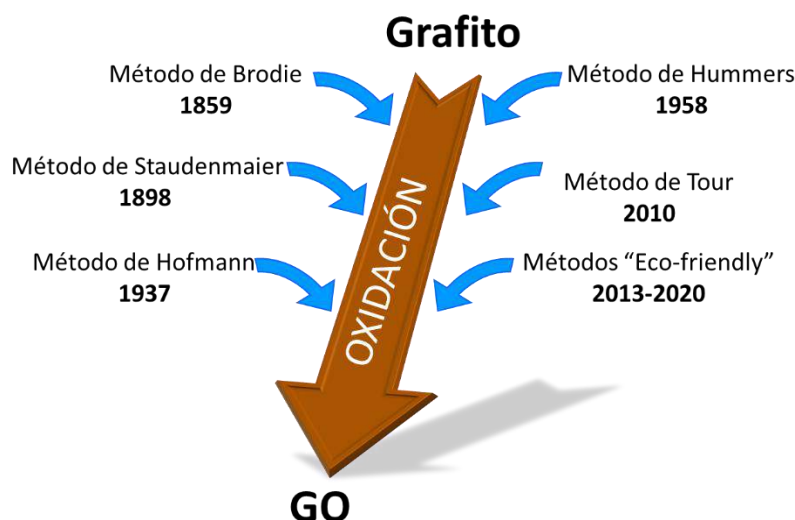 Grafito
Método de Brodie
1859
Método de Hummers
1958
Método de Staudenmaier
1898
Método de Tour
2010
Método de Hofmann
1937
Métodos “Eco-friendly”
2013-2020
OXIDACIÓN
GO